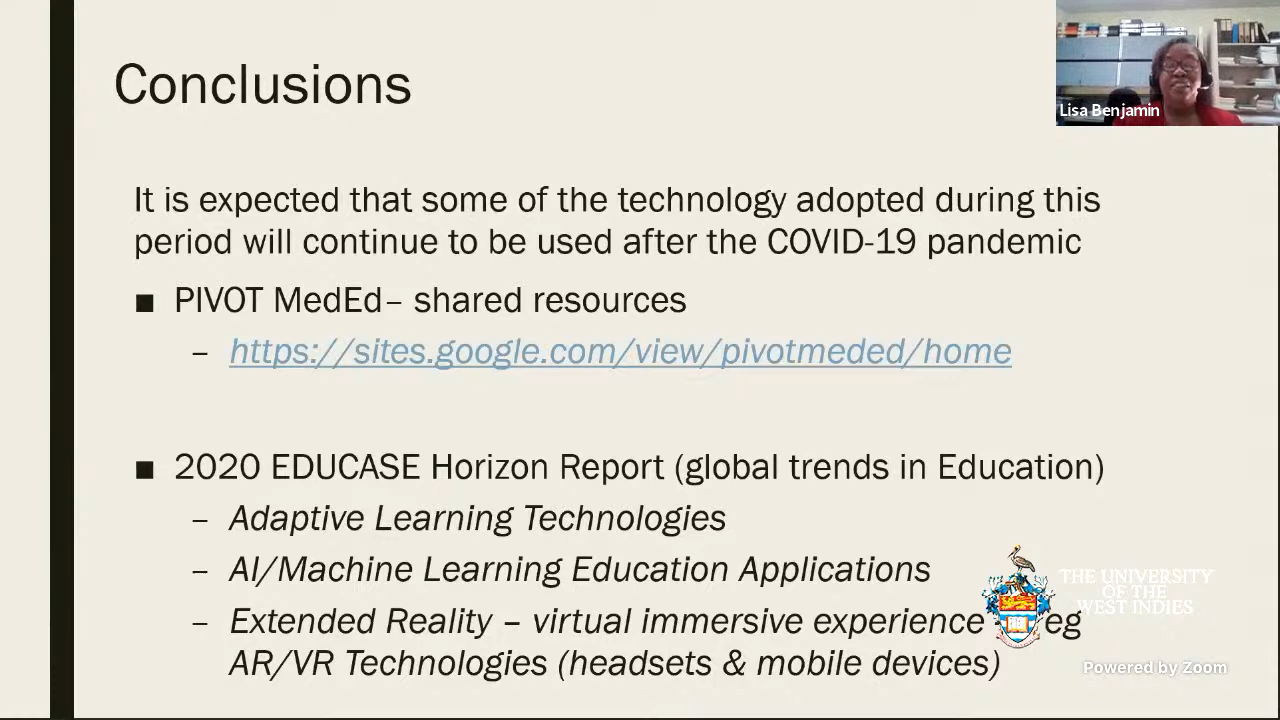 Conclusions
Lisa Benjamin
It is expected that some of the technology adopted during this
period will continue to be used after the COVID-19 pandemic
■ PIVOT MedEd– shared resources
– https://sites.google.com/view/pivotmeded/home
■ 2020 EDUCASE Horizon Report (global trends in Education)
– Adaptive Learning Technologies
– AI/Machine Learning Education Applications
– Extended Reality – virtual immersive experience eg
AR/VR Technologies (headsets & mobile devices)
THE UNIVERSITY
OF THE
WEST INDIES
Powered by Zoom